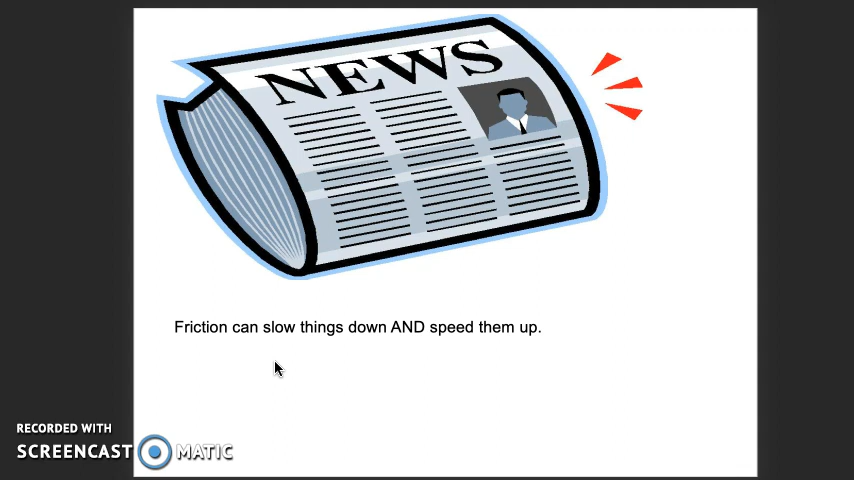 NEWS
Friction can slow things down AND speed them up.
RECORDED WITH
SCREENCAST MATIC